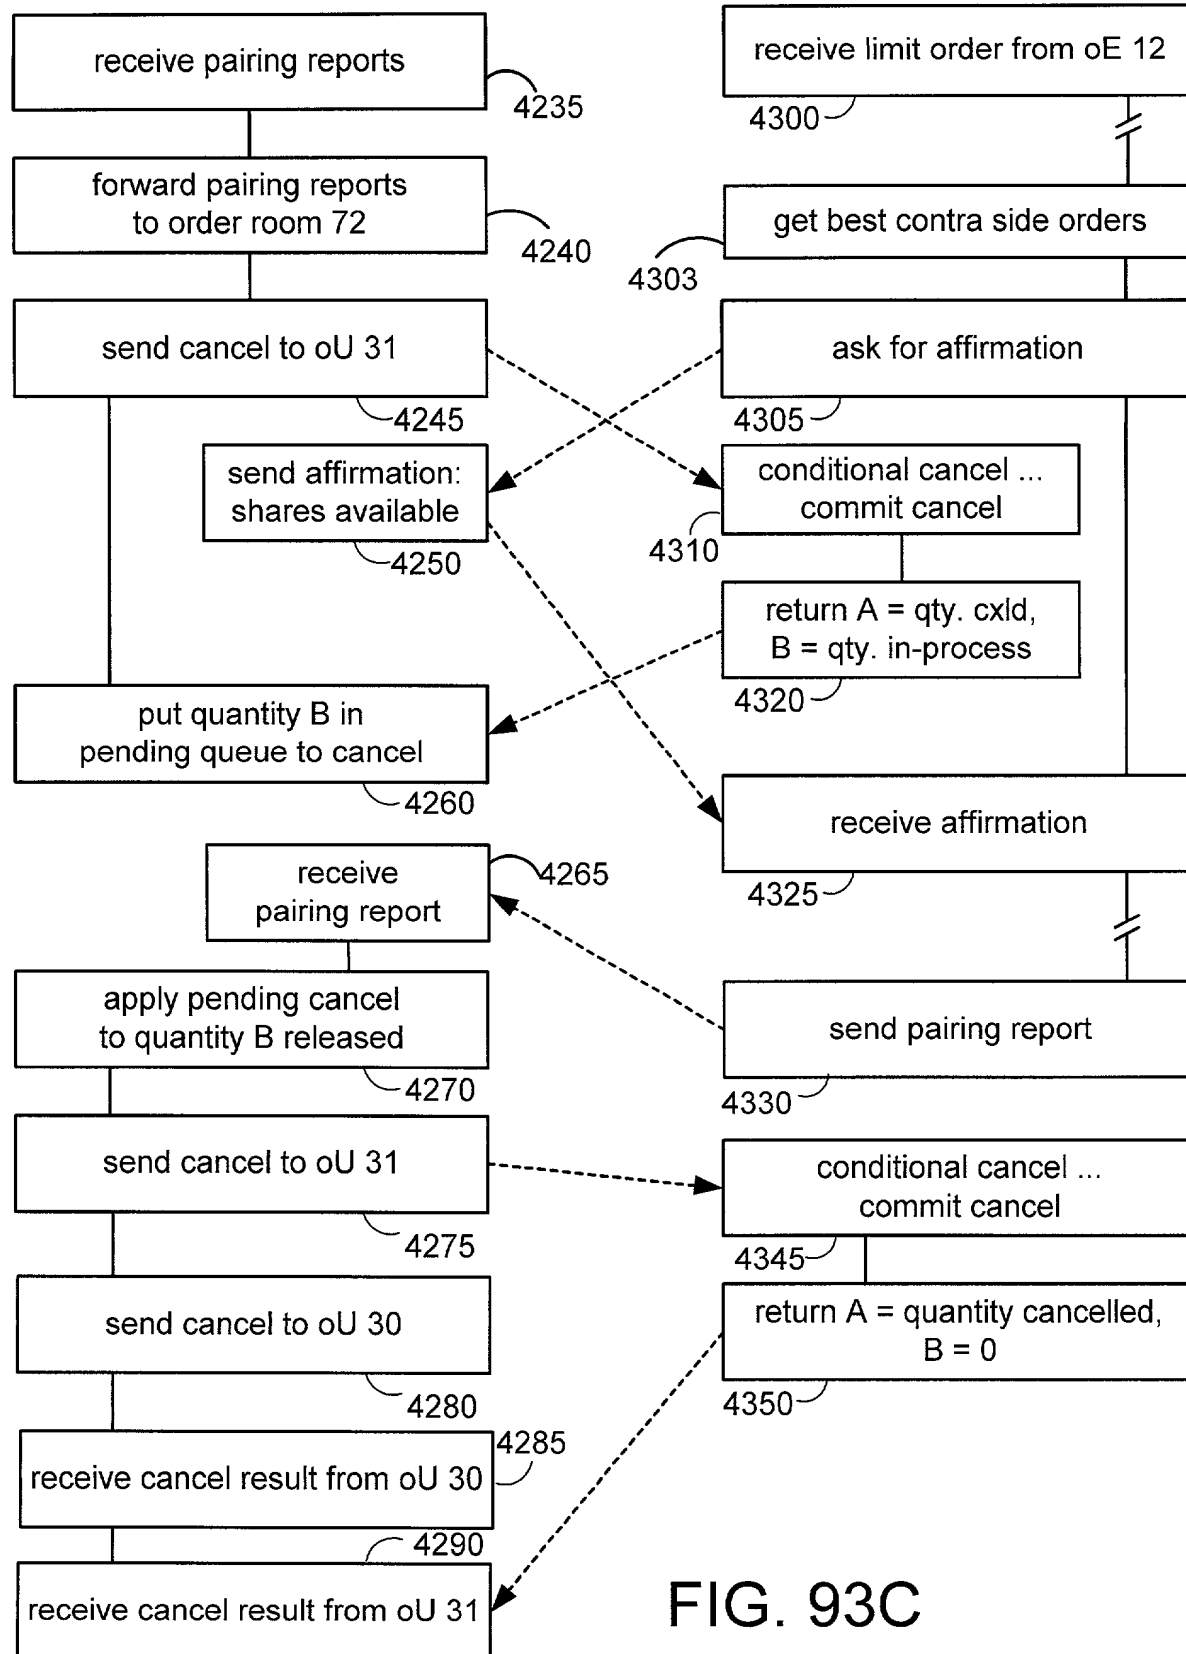 receive pairing reports
4235
forward pairing reports
to order room 72
4240
send cancel to oU 31
4245
send affirmation:
shares available
4250
put quantity B in
pending queue to cancel
4260
receive
pairing report
4265
apply pending cancel
to quantity B released
4270
send cancel to oU 31
4275
send cancel to oU 30
4280
4285
receive cancel result from oU 30
4290
receive cancel result from oU 31
receive limit order from oE 12
4300
get best contra side orders
4303
ask for affirmation
4305
conditional cancel ...
commit cancel
4310
return A = qty. cxld,
B = qty. in-process
4320
receive affirmation
4325
send pairing report
4330
conditional cancel ...
commit cancel
4345
return A = quantity cancelled,
B = 0
4350
FIG. 93C